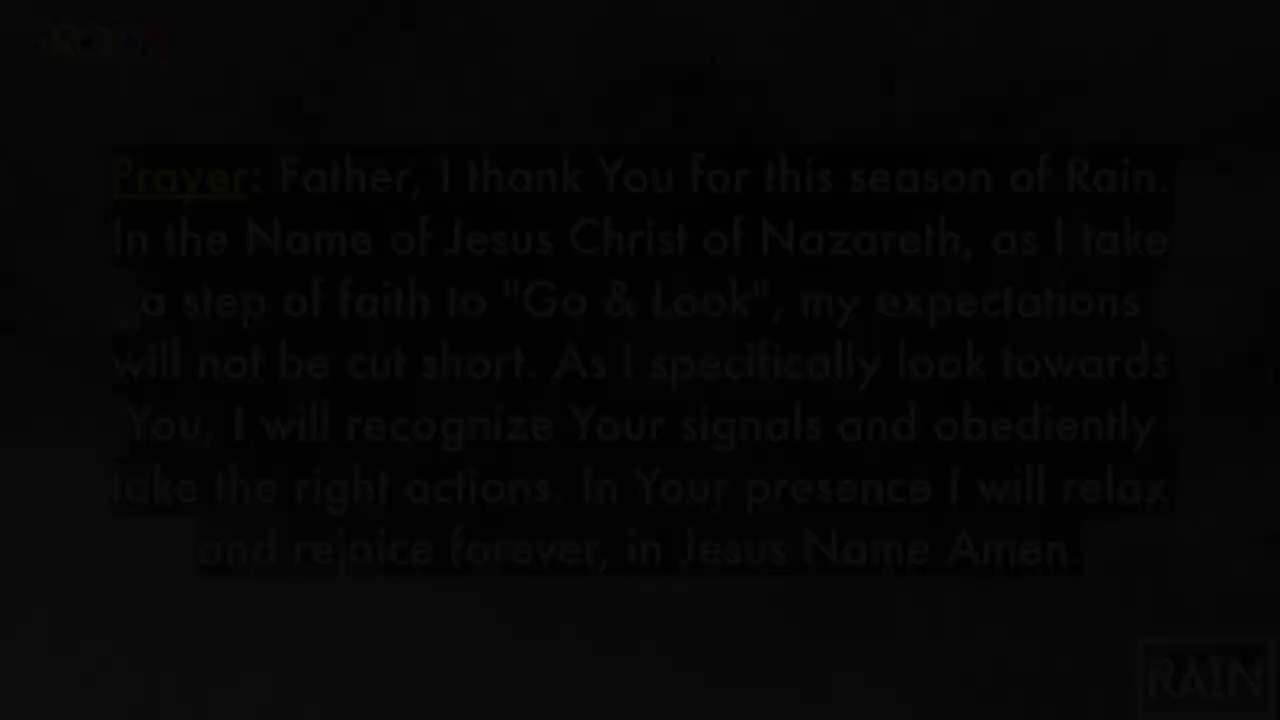 Prayer: Father, I thank You for this season of Rain.
In the Name of Jesus Christ of Nazareth, as I take
a step of faith to "Go & Look", my expectations
will not be cut short. As I specifically look towards
You, I will recognize Your signals and obediently
take the right actions. In Your presence I will relax
and rejoice forever, in Jesus Name Amen.
RAIN